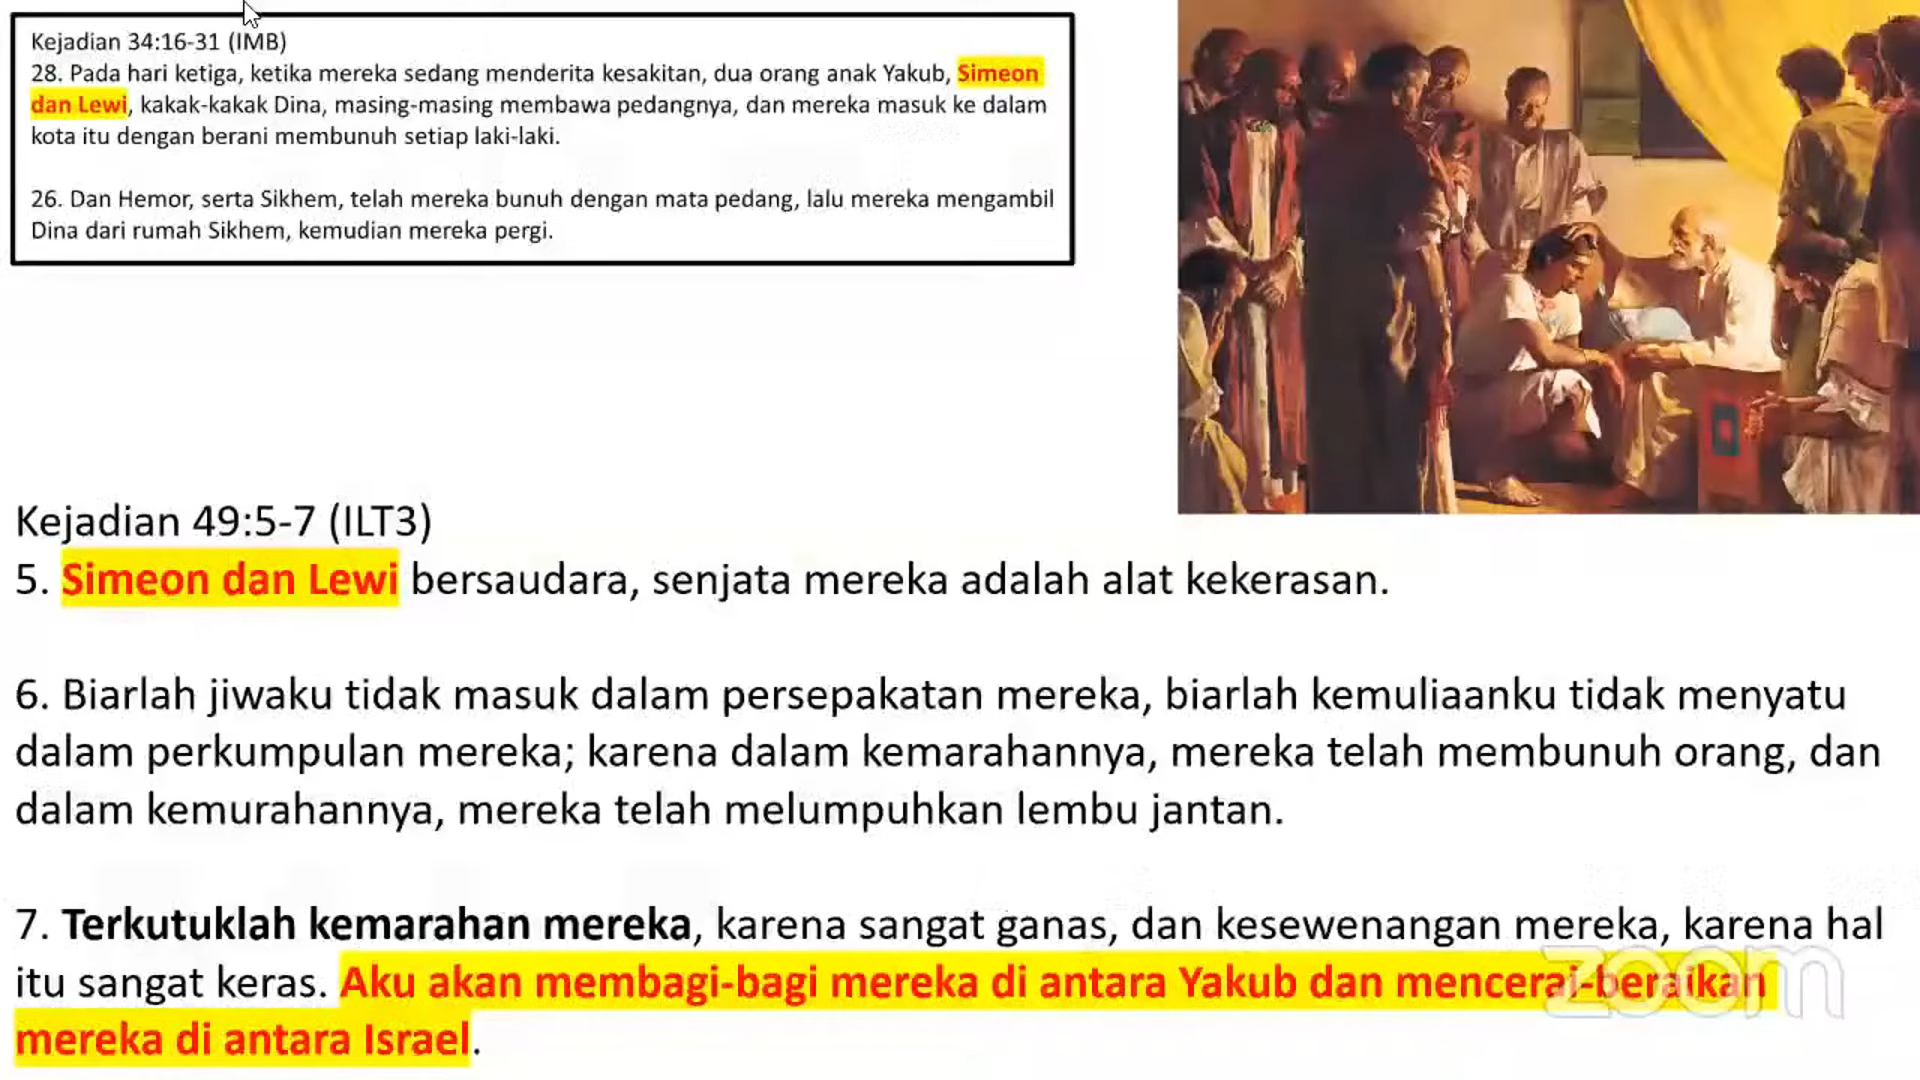 Kejadian 34:16-31 (IMB)
28. Pada hari ketiga, ketika mereka sedang menderita kesakitan, dua orang anak Yakub, Simeon
dan Lewi, kakak-kakak Dina, masing-masing membawa pedangnya, dan mereka masuk ke dalam
kota itu dengan berani membunuh setiap laki-laki.
26. Dan Hemor, serta Sikhem, telah mereka bunuh dengan mata pedang, lalu mereka mengambil
Dina dari rumah Sikhem, kemudian mereka pergi.
Kejadian 49:5-7 (ILT3)
5. Simeon dan Lewi bersaudara, senjata mereka adalah alat kekerasan.
6. Biarlah jiwaku tidak masuk dalam persepakatan mereka, biarlah kemuliaanku tidak menyatu
dalam perkumpulan mereka; karena dalam kemarahannya, mereka telah membunuh orang, dan
dalam kemurahannya, mereka telah melumpuhkan lembu jantan.
7. Terkutuklah kemarahan mereka, karena sangat ganas, dan kesewenangan mereka, karena hal
itu sangat keras. Aku akan membagi-bagi mereka di antara Yakub dan mencerai-beraikan
mereka di antara Israel.
zoom